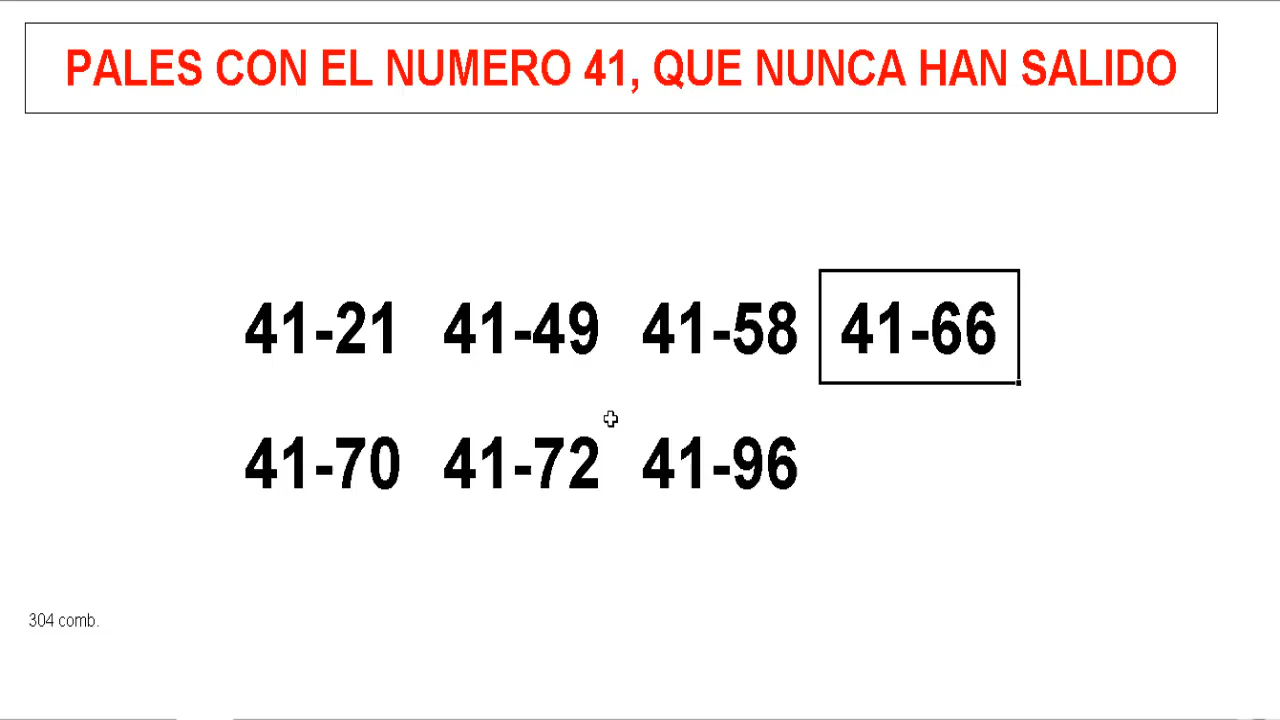 PALES CON EL NUMERO 41, QUE NUNCA HAN SALIDO
41-21 41-49 41-58 41-66
41-70 41-72 41-96
304 comb.